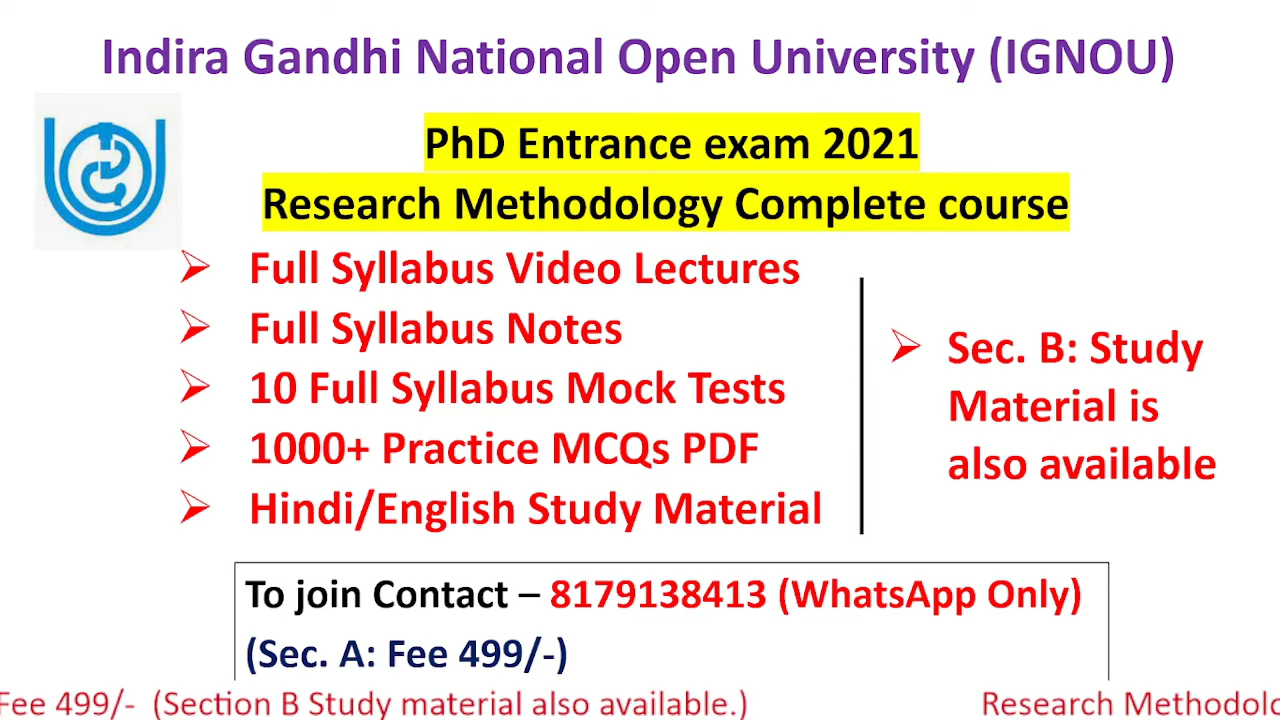 Indira Gandhi National Open University (IGNOU)
PhD Entrance exam 2021
Research Methodology Complete course
Full Syllabus Video Lectures
Full Syllabus Notes
10 Full Syllabus Mock Tests
1000+ Practice MCQs PDF
Hindi/English Study Material
Sec. B: Study
Material is
also available
To join Contact – 8179138413 (WhatsApp Only)
(Sec. A: Fee 499/-)
Fee 499/- (Section B Study material also available.) Research Methodolo